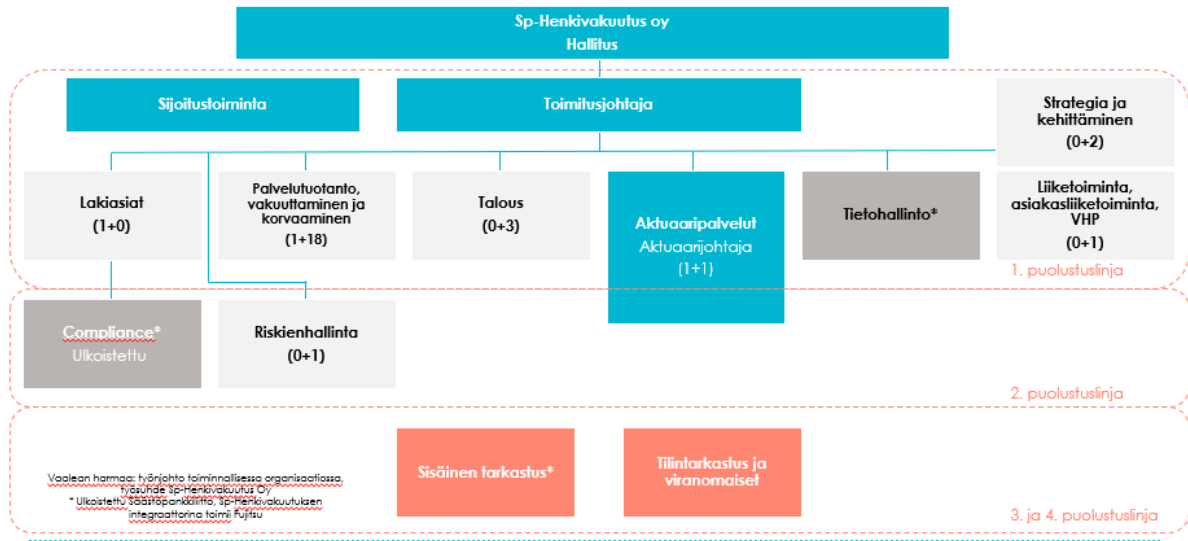 Sp-Henkivakuutus oy
Hallitus
Sijoitustoiminta
Toimitusjohtaja
Strategia ja
kehittäminen
(0+2)
Lakiasiat
(1+0)
Palvelutuotanto,
vakuuttaminen ja
korvaaminen
(1+18)
Talous
(0+3)
Aktuaaripalvelut
Aktuaarijohtaja
(1+1)
Tietohallinto*
Liiketoiminta,
asiakasliiketoiminta,
VHP
(0+1)
1. puolustuslinja
Compliance*
Ulkoistettu
Riskienhallinta
(0+1)
2. puolustuslinja
Sisäinen tarkastus*
Tilintarkastus ja
viranomaiset
Vaalean harmaa: työnjohto toiminnallisessa organisaatiossa,
työsuhde Sp-Henkivakuutus Oy
* Ulkoistettu Säästöpankkiliitto, Sp-Henkivakuutuksen
integraattorina toimii Fujitsu
3. ja 4. puolustuslinja